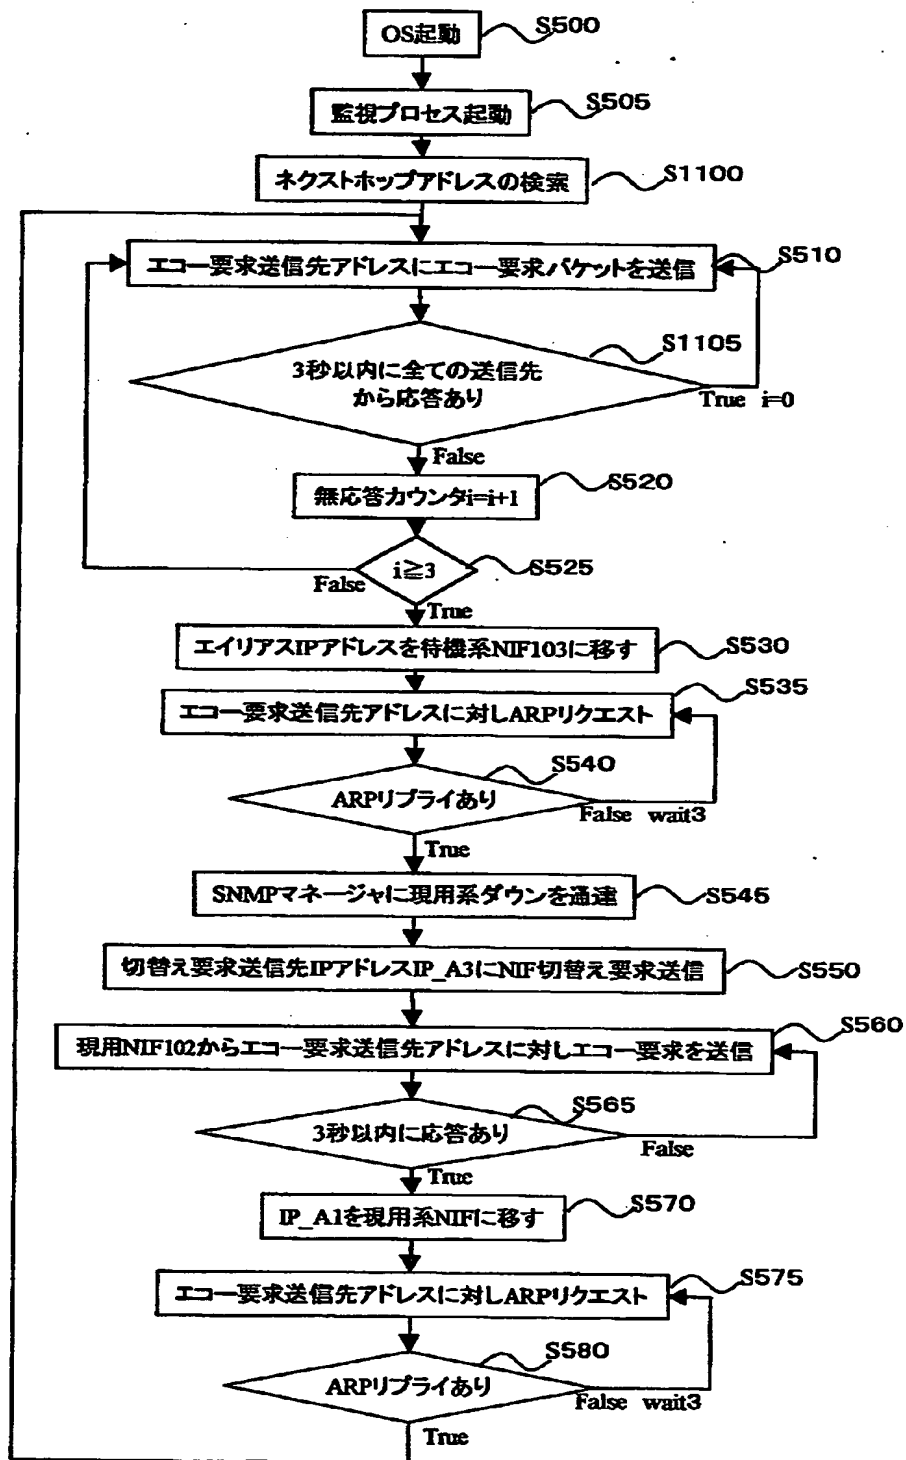 OS起動
S500
監視プロセス起動
S505
ネクストホップアドレスの検索
S1100
エコー要求送信先アドレスにエコー要求パケットを送信
S510
3秒以内に全ての送信先
から応答あり
S1105
True i=0
False
無応答カウンタi=i+1
S520
i≧3
S525
False
True
エイリアスIPアドレスを待機系NIF103に移す
S530
エコー要求送信先アドレスに対しARPリクエスト
S535
ARPリプライあり
S540
False wait3
True
SNMPマネージャに現用系ダウンを通達
S545
切替え要求送信先IPアドレスIP_A3にNIF切替え要求送信
S550
現用NIF102からエコー要求送信先アドレスに対しエコー要求を送信
S560
3秒以内に応答あり
S565
False
True
IP_A1を現用系NIFに移す
S570
エコー要求送信先アドレスに対しARPリクエスト
S575
ARPリプライあり
S580
False wait3
True